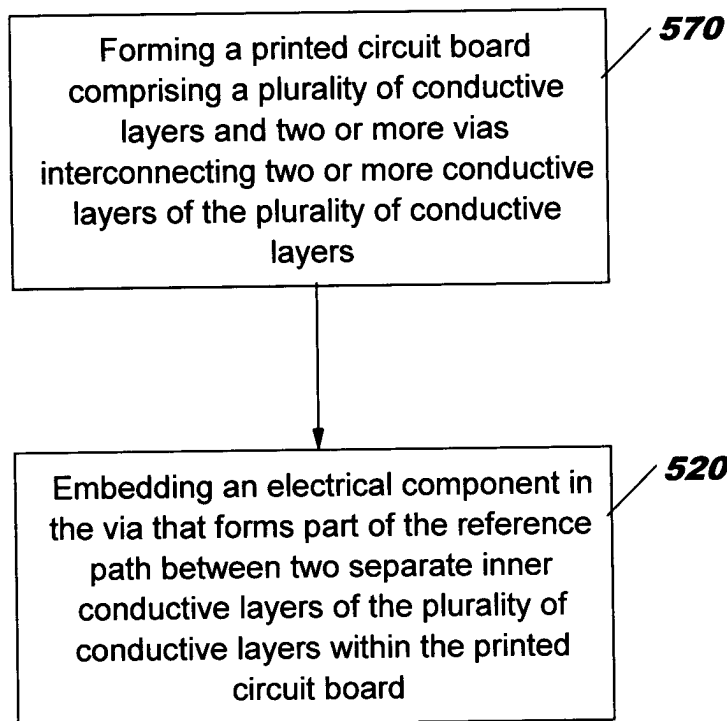 Forming a printed circuit board
comprising a plurality of conductive
layers and two or more vias
interconnecting two or more conductive
layers of the plurality of conductive
layers
570
Embedding an electrical component in
the via that forms part of the reference
path between two separate inner
conductive layers of the plurality of
conductive layers within the printed
circuit board
520